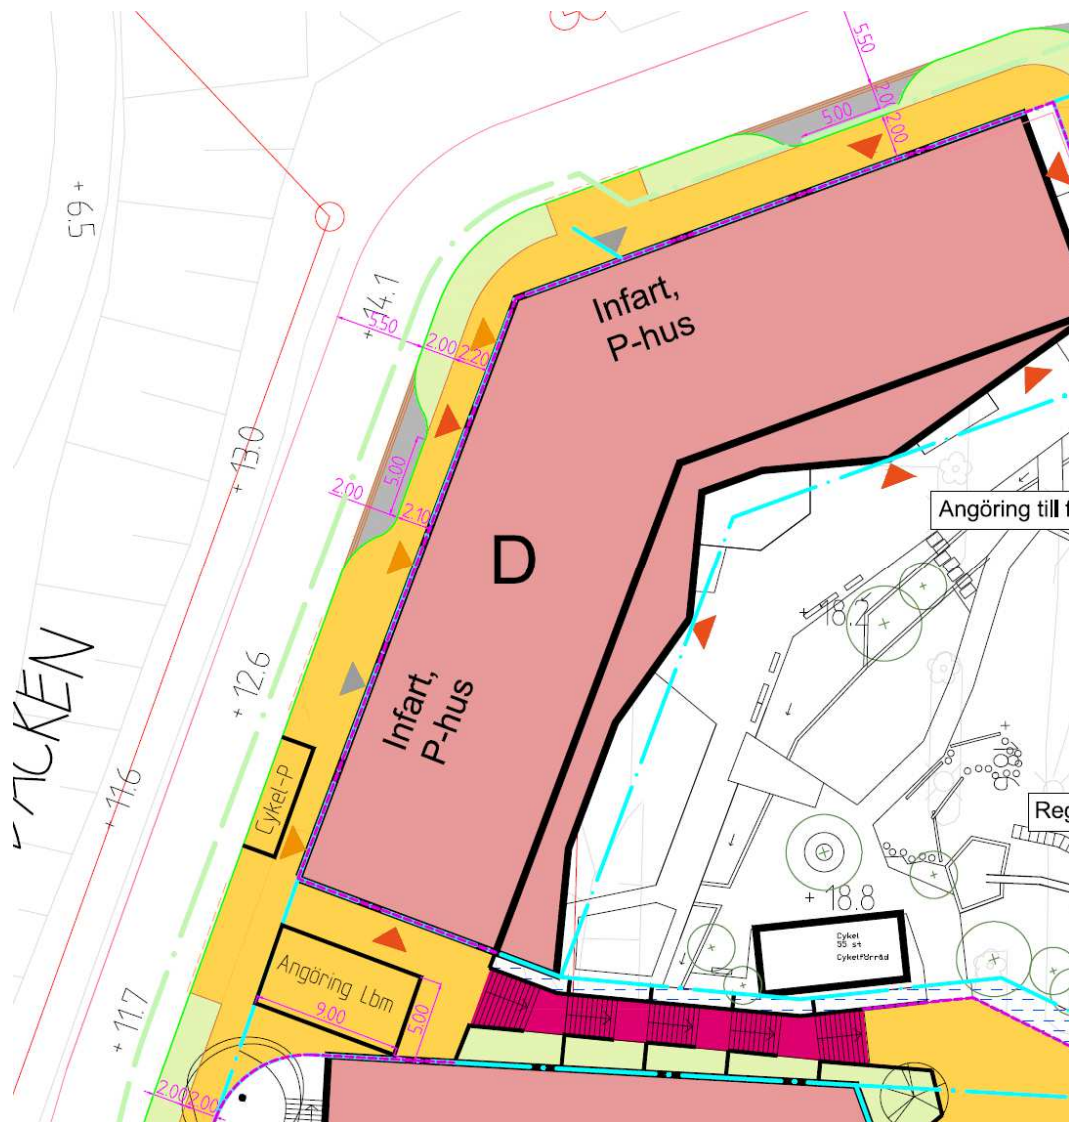 5.50
2.00
5.00
2.00
+ 6.5
+ 14.1
5.50
2.00
2.20
Infart,
P-hus
+ 13.0
5.00
2.00
2.10
D
Angöring till f
+ 18.2
+ 12.6
Infart,
P-hus
BACKEN
+ 11.6
Cykel-P
Reg
+ 18.8
Cykel
55 st
Cykelförråd
Angöring Lbm
9.00
5.00
+ 11.7
2.00
2.00